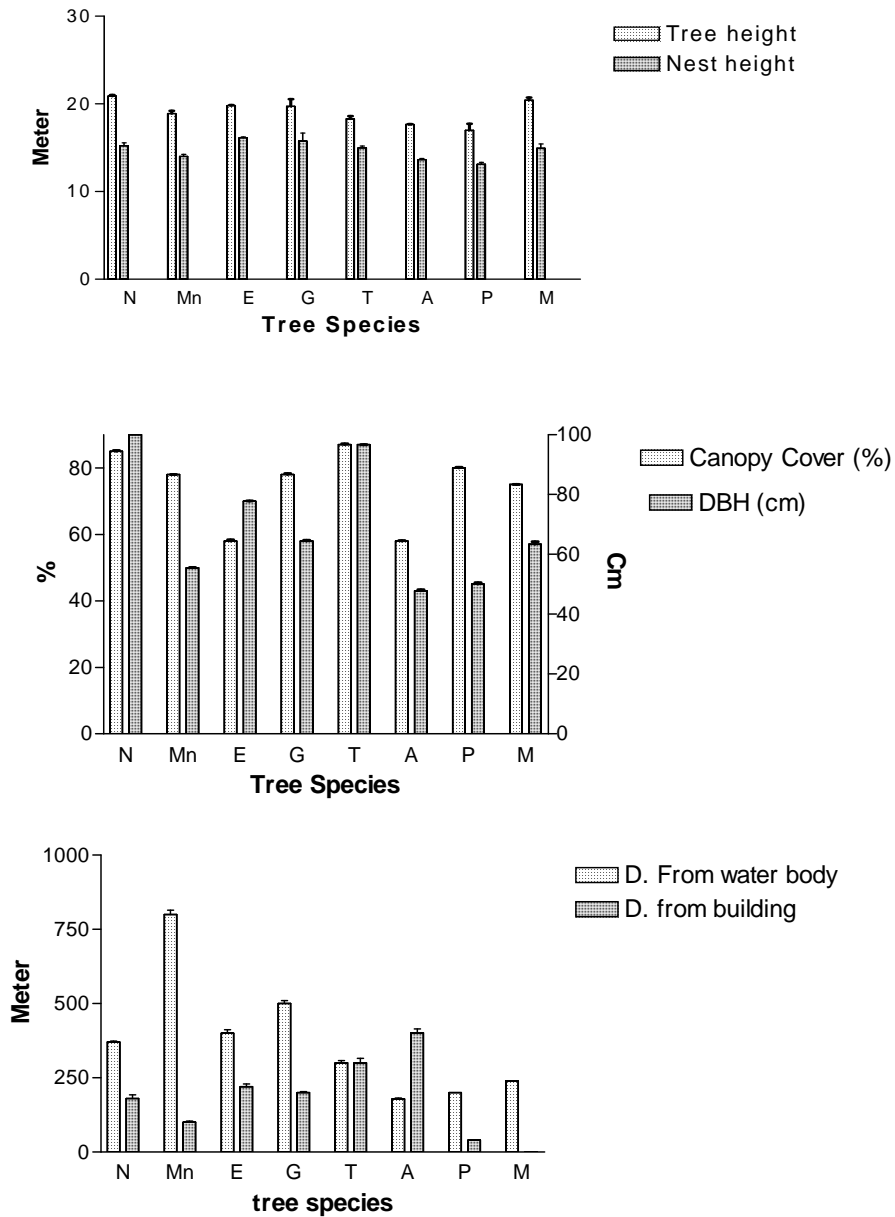 30
20
10
0
Meter
N Mn E G T A P M
Tree Species
Tree height
Nest height
80
60
40
20
0
%
100
80
60
40
20
0
Cm
N Mn E G T A P M
Tree Species
Canopy Cover (%)
DBH (cm)
1000
750
500
250
0
Meter
N Mn E G T A P M
tree species
D. From water body
D. from building